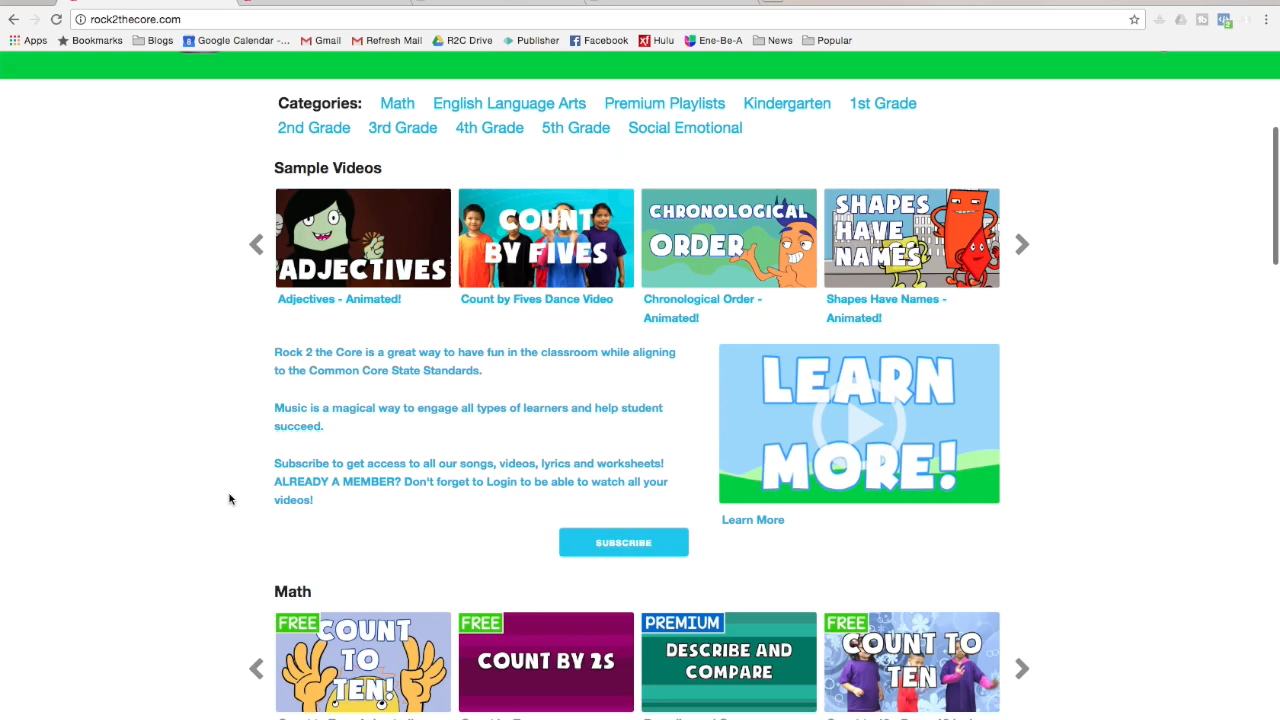 rock2thecore.com
Apps Bookmarks Blogs Google Calendar -... Gmail Refresh Mail R2C Drive Publisher Facebook Hulu Ene-Be-A News Popular
Categories: Math English Language Arts Premium Playlists Kindergarten 1st Grade
2nd Grade 3rd Grade 4th Grade 5th Grade Social Emotional
Sample Videos
ADJECTIVES
COUNT
BY FIVES
CHRONOLOGICAL
ORDER
SHAPES
HAVE
NAMES
Adjectives - Animated!
Count by Fives Dance Video
Chronological Order -
Animated!
Shapes Have Names -
Animated!
Rock 2 the Core is a great way to have fun in the classroom while aligning
to the Common Core State Standards.
Music is a magical way to engage all types of learners and help student
succeed.
Subscribe to get access to all our songs, videos, lyrics and worksheets!
ALREADY A MEMBER? Don't forget to Login to be able to watch all your
videos!
LEARN
MORE!
Learn More
SUBSCRIBE
Math
FREE
COUNT
TO
TEN!
FREE
COUNT BY 2S
PREMIUM
DESCRIBE AND
COMPARE
FREE
COUNT TO
TEN